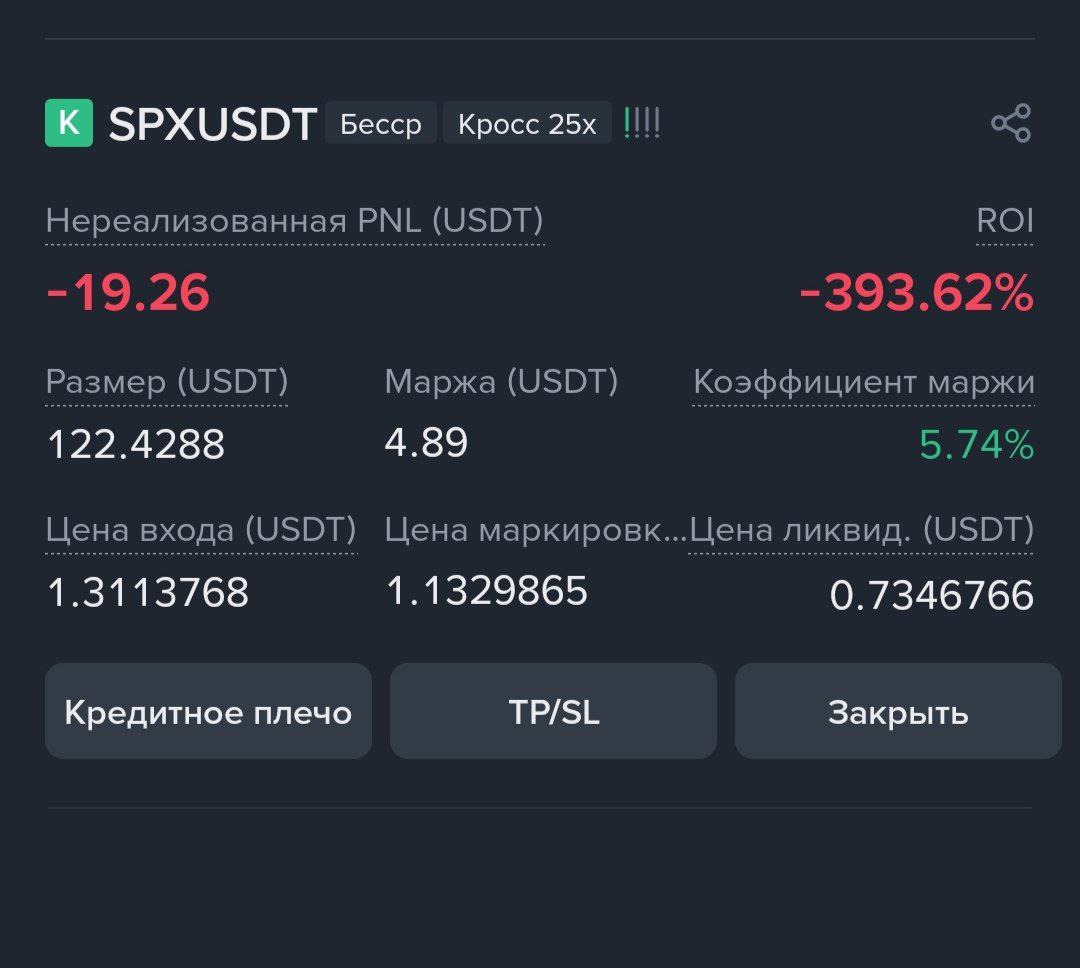 К SPXUSDT Бесср Кросс 25x
Нереализованная PNL (USDT) ROI
-19.26 -393.62%
Размер (USDT) Маржа (USDT) Коэффициент маржи
122.4288 4.89 5.74%
Цена входа (USDT) Цена маркировк... Цена ликвид. (USDT)
1.3113768 1.1329865 0.7346766
Кредитное плечо TP/SL Закрыть